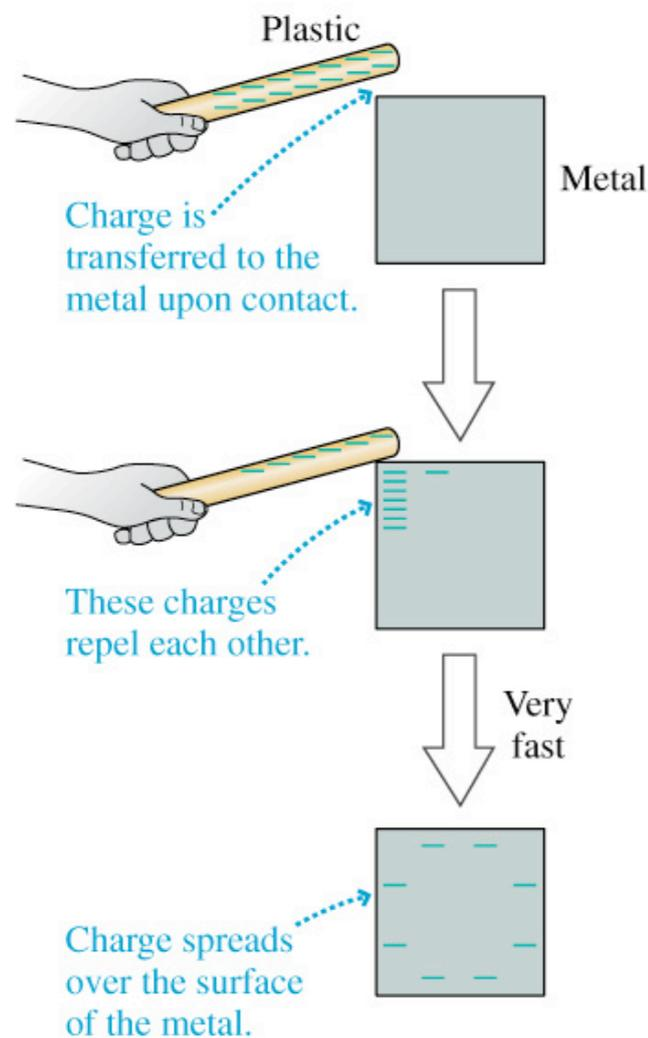 Plastic
Metal
Charge is
transferred to the
metal upon contact.
These charges
repel each other.
Very
fast
Charge spreads
over the surface
of the metal.